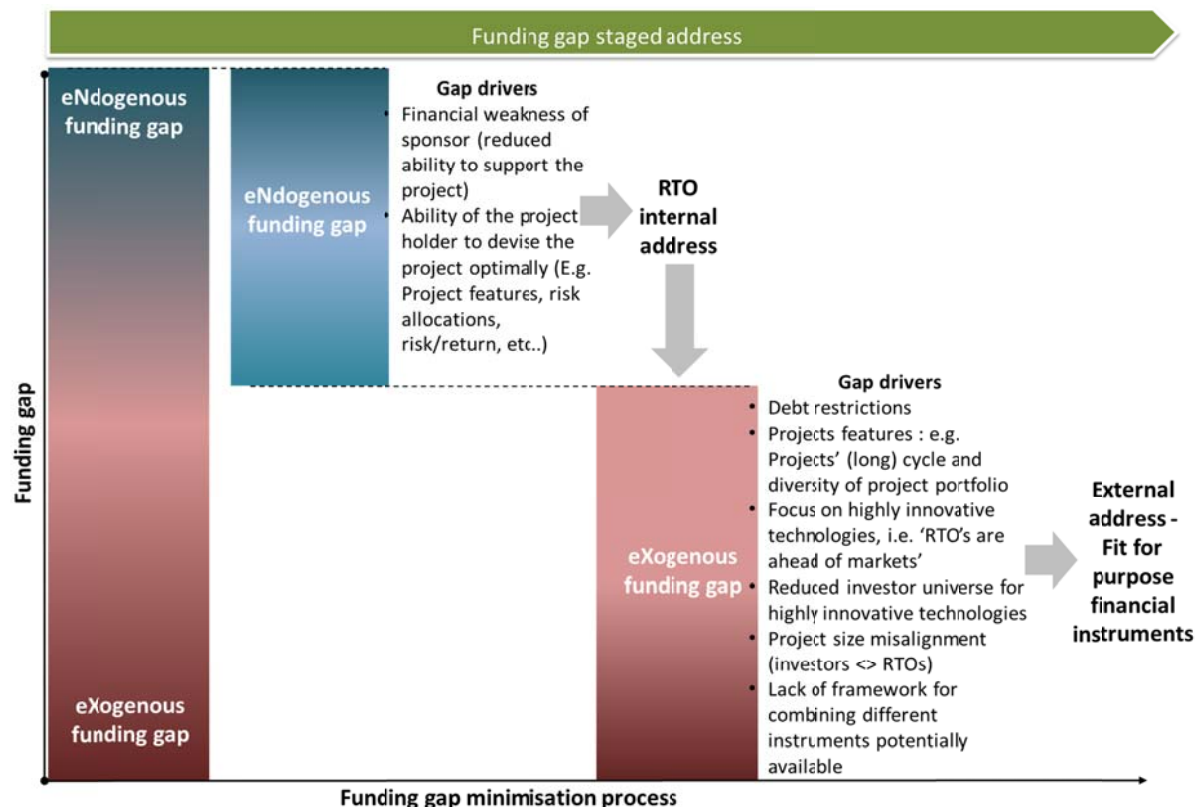 Funding gap staged address
eNdogenous
funding gap
eXogenous
funding gap
eNdogenous
funding gap
Gap drivers
• Financial weakness of
sponsor (reduced
ability to support the
project)
• Ability of the project
holder to devise the
project optimally (E.g.
Project features, risk
allocations,
risk/return, etc..)
RTO
internal
address
eXogenous
funding gap
Gap drivers
• Debt restrictions
• Projects features : e.g.
Projects' (long) cycle and
diversity of project portfolio
• Focus on highly innovative
technologies, i.e. 'RTO's are
ahead of markets'
• Reduced investor universe for
highly innovative technologies
• Project size misalignment
(investors <> RTOs)
• Lack of framework for
combining different
instruments potentially
available
External
address -
Fit for
purpose
financial
instruments
Funding gap
Funding gap minimisation process